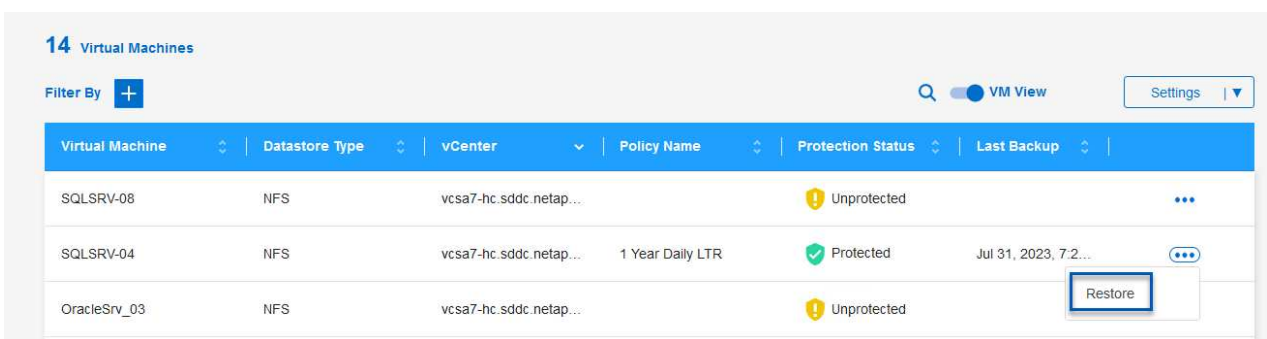 14 Virtual Machines
Filter By
VM View
Settings
Virtual Machine Datastore Type vCenter Policy Name Protection Status Last Backup
SQLSRV-08 NFS vcsa7-hc.sddc.netap... Unprotected
SQLSRV-04 NFS vcsa7-hc.sddc.netap... 1 Year Daily LTR Protected Jul 31, 2023, 7:2...
Restore
OracleSrv_03 NFS vcsa7-hc.sddc.netap... Unprotected